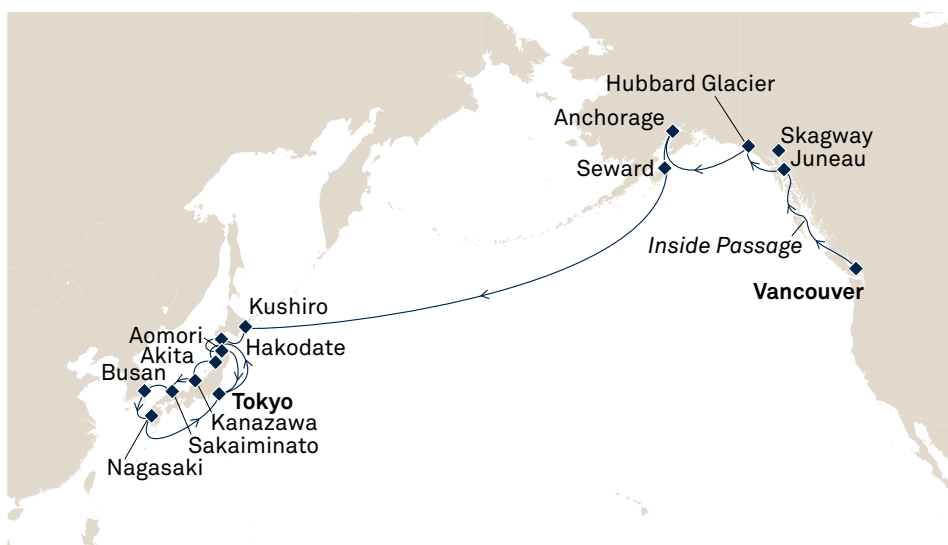 Hubbard Glacier
Anchorage
Skagway
Juneau
Seward
Inside Passage
Vancouver
Kushiro
Aomori
Hakodate
Akita
Busan
Tokyo
Kanazawa
Sakaiminato
Nagasaki